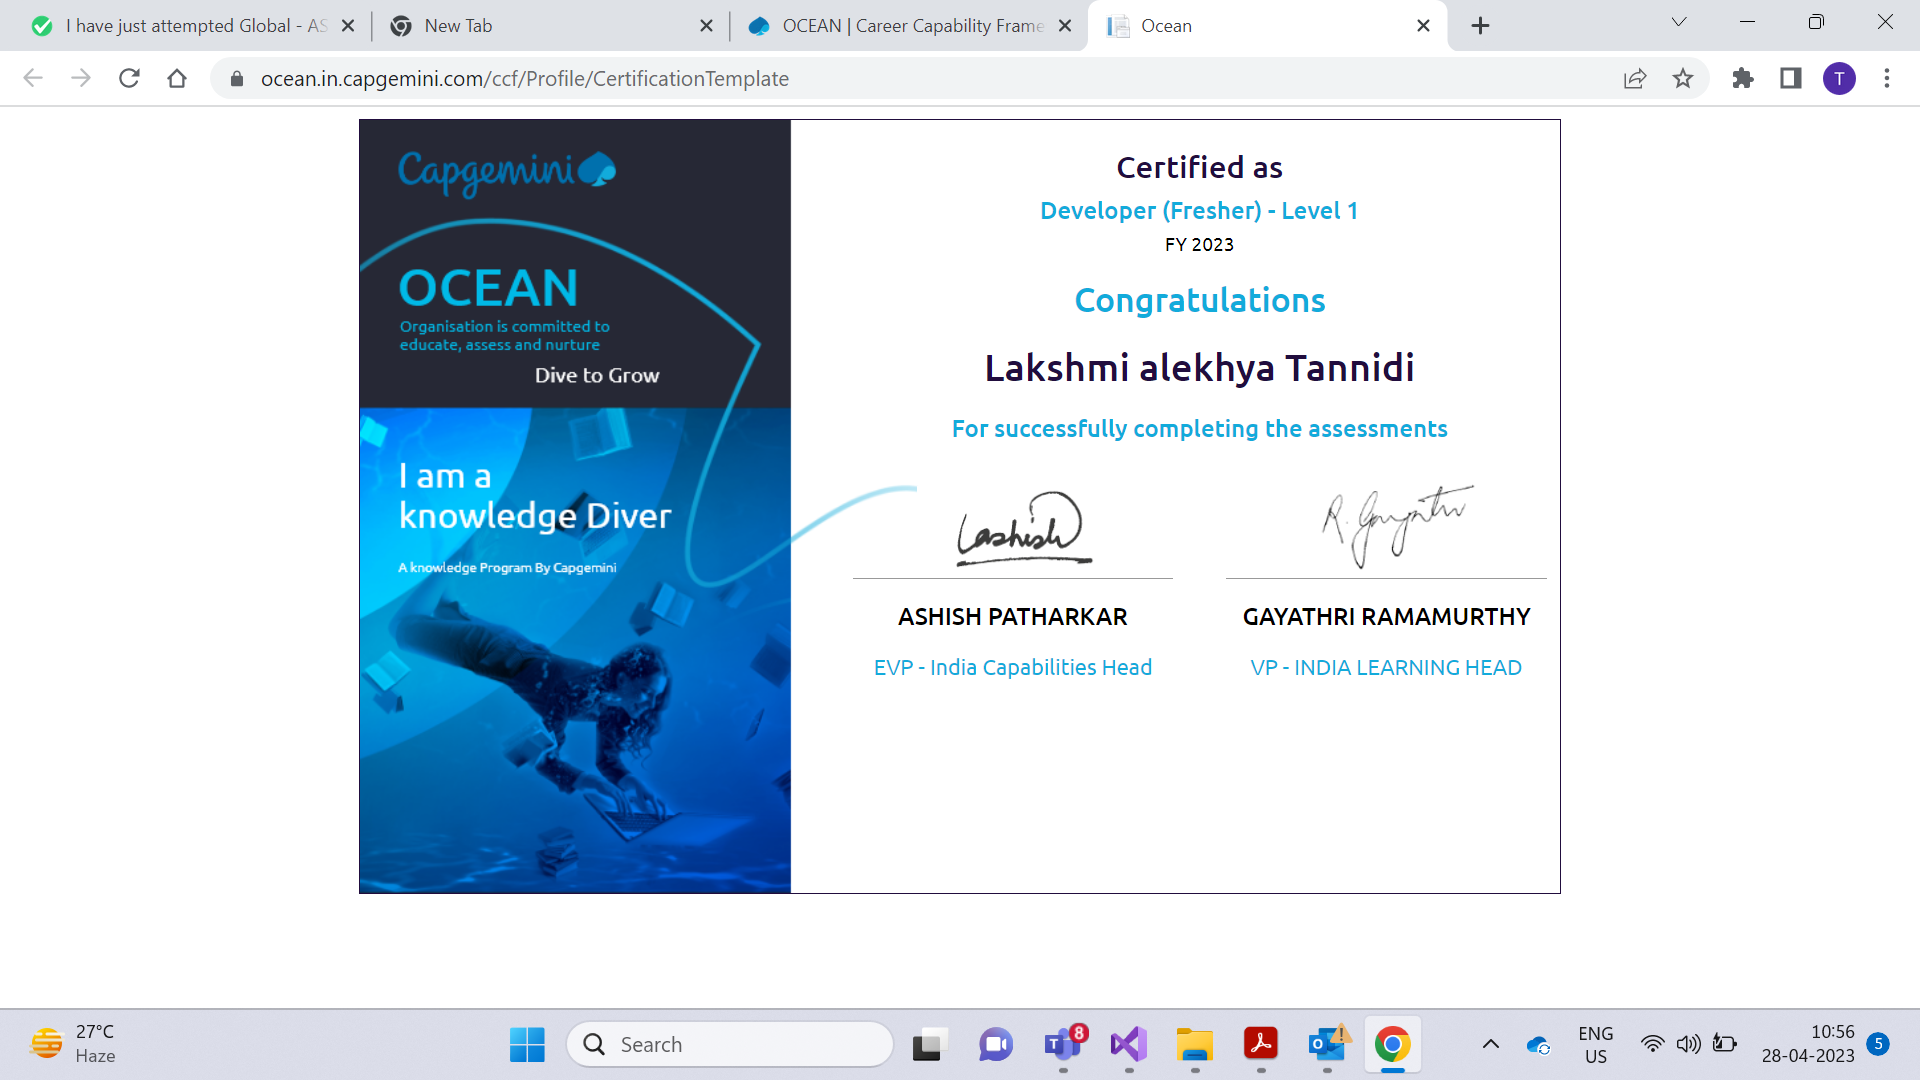 I have just attempted Global - AS
New Tab
OCEAN | Career Capability Frame
Ocean
ocean.in.capgemini.com/ccf/Profile/CertificationTemplate
T
Capgemini
OCEAN
Organisation is committed to
educate, assess and nurture
Dive to Grow
I am a
knowledge Diver
A knowledge Program By Capgemini
Certified as
Developer (Fresher) - Level 1
FY 2023
Congratulations
Lakshmi alekhya Tannidi
For successfully completing the assessments
R. Gayathri
ASHISH PATHARKAR
GAYATHRI RAMAMURTHY
EVP - India Capabilities Head
VP - INDIA LEARNING HEAD
27°C
Haze
Search
8
ENG
US
10:56
28-04-2023
5